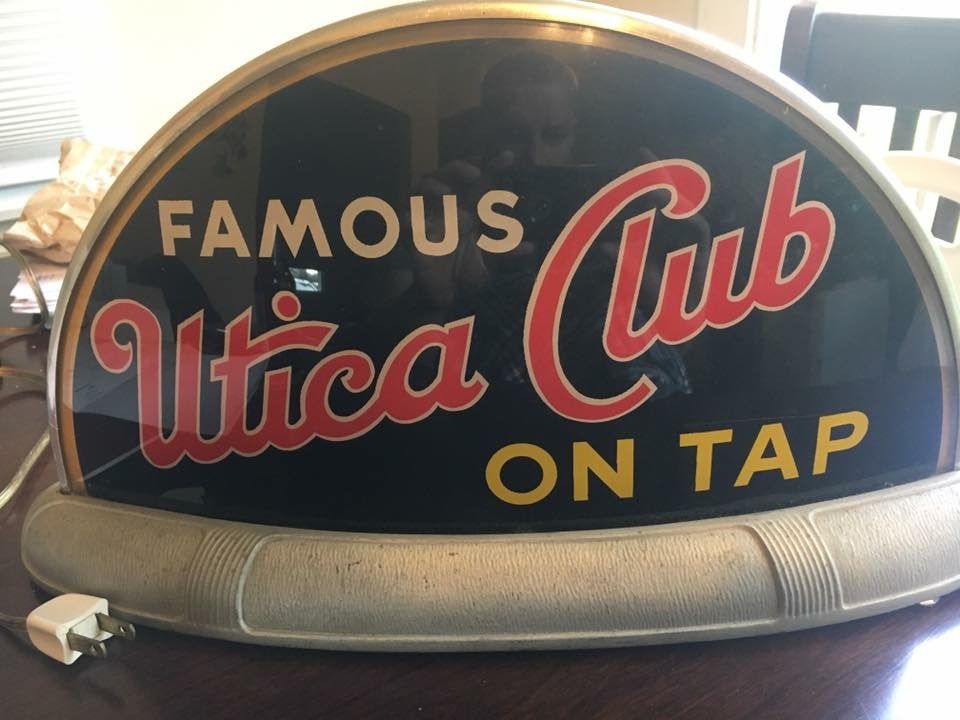 FAMOUS
Utica Club
ON TAP